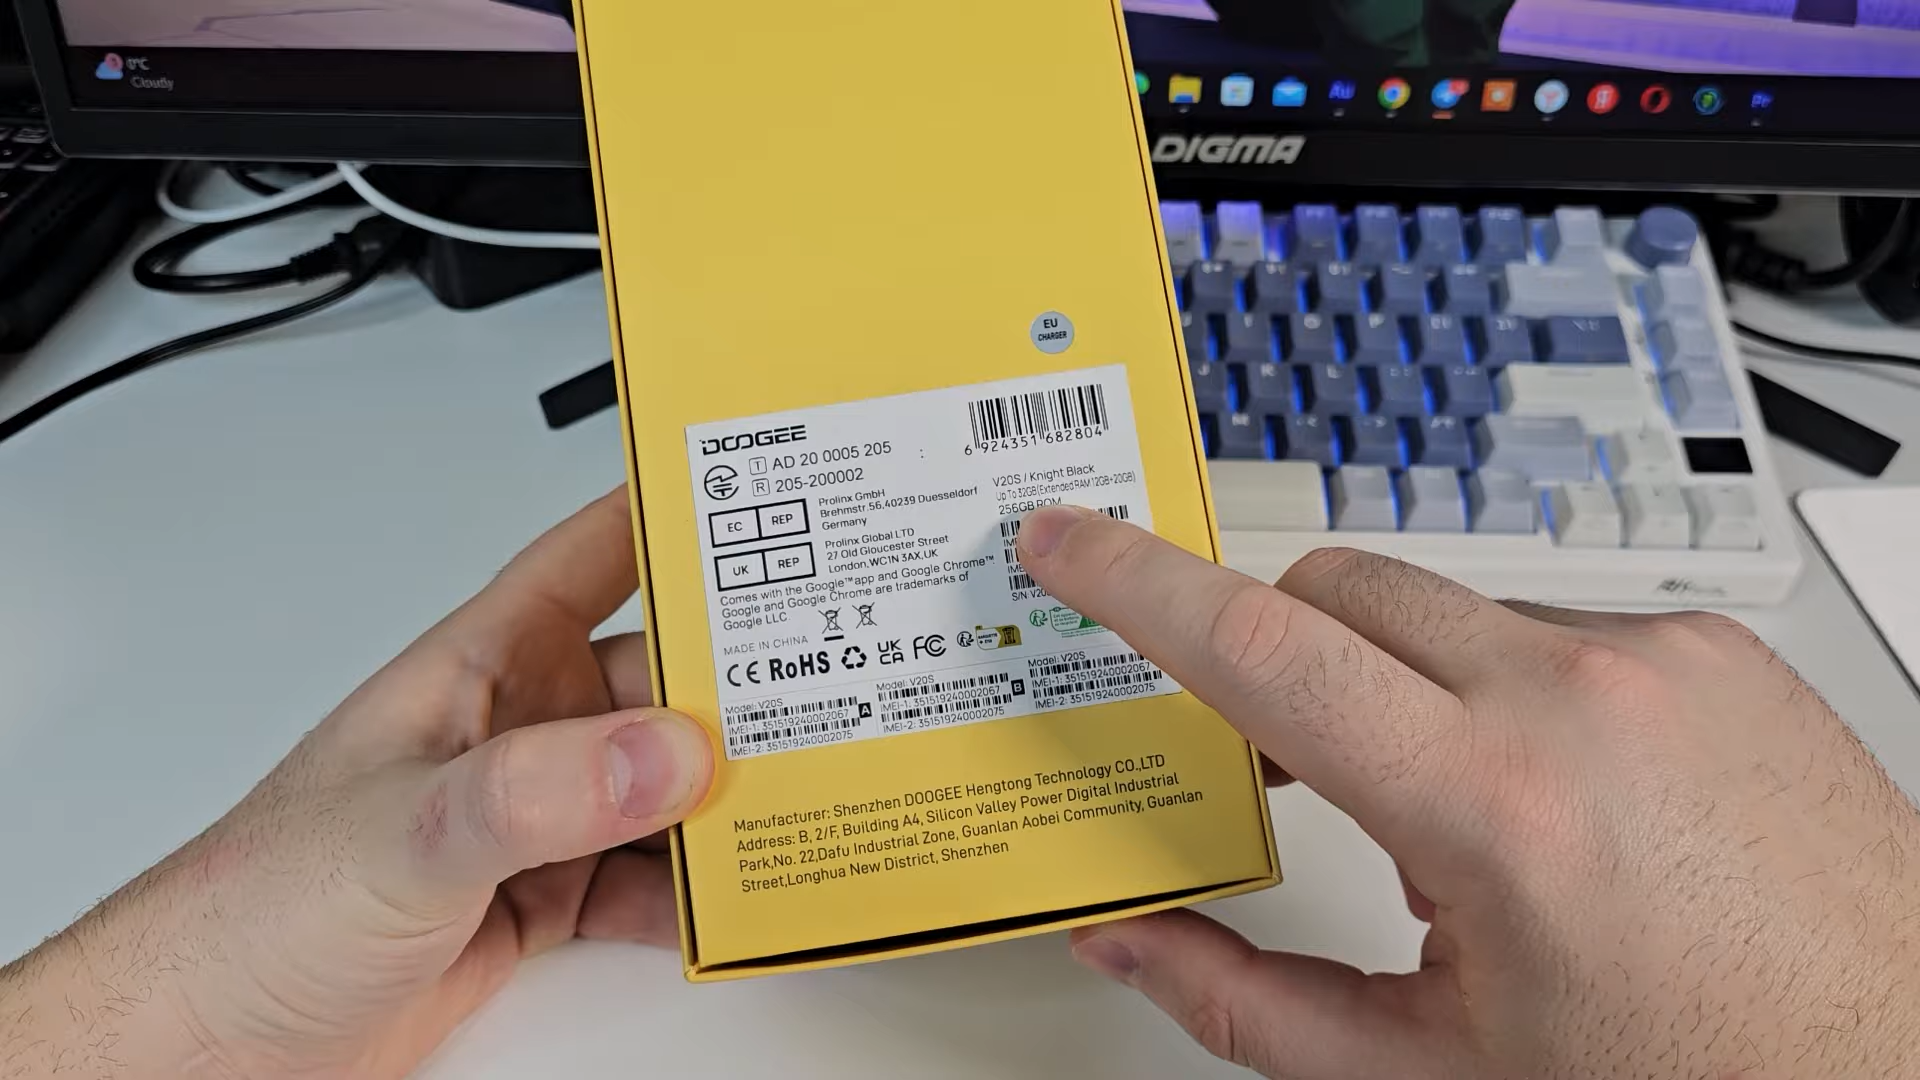 0°C
Cloudy
DIGMA
EU
CHARGER
DOOGEE
T AD 20 0005 205
R 205-200002
:
6 924351 682804
V20S / Knight Black
Up To 32GB(Extended RAM 12GB+20GB)
256GB ROM
EC REP
Prolinx GmbH
Brehmstr.56,40239 Duesseldorf
Germany
UK REP
Prolinx Global LTD
27 Old Gloucester Street
London,WC1N 3AX,UK
Comes with the Google™app and Google Chrome™
Google and Google Chrome are trademarks of
Google LLC
S/N V20
MADE IN CHINA
CE RoHS UK CA FC
Model: V20S
IMEI-1: 351519240002067
IMEI-2: 351519240002075
A
Model: V20S
IMEI-1: 351519240002067
IMEI-2: 351519240002075
B
Model: V20S
IMEI-1: 351519240002067
IMEI-2: 351519240002075
Manufacturer: Shenzhen DOOGEE Hengtong Technology CO.,LTD
Address: B, 2/F, Building A4, Silicon Valley Power Digital Industrial
Park,No. 22,Dafu Industrial Zone, Guanlan Aobei Community, Guanlan
Street,Longhua New District, Shenzhen